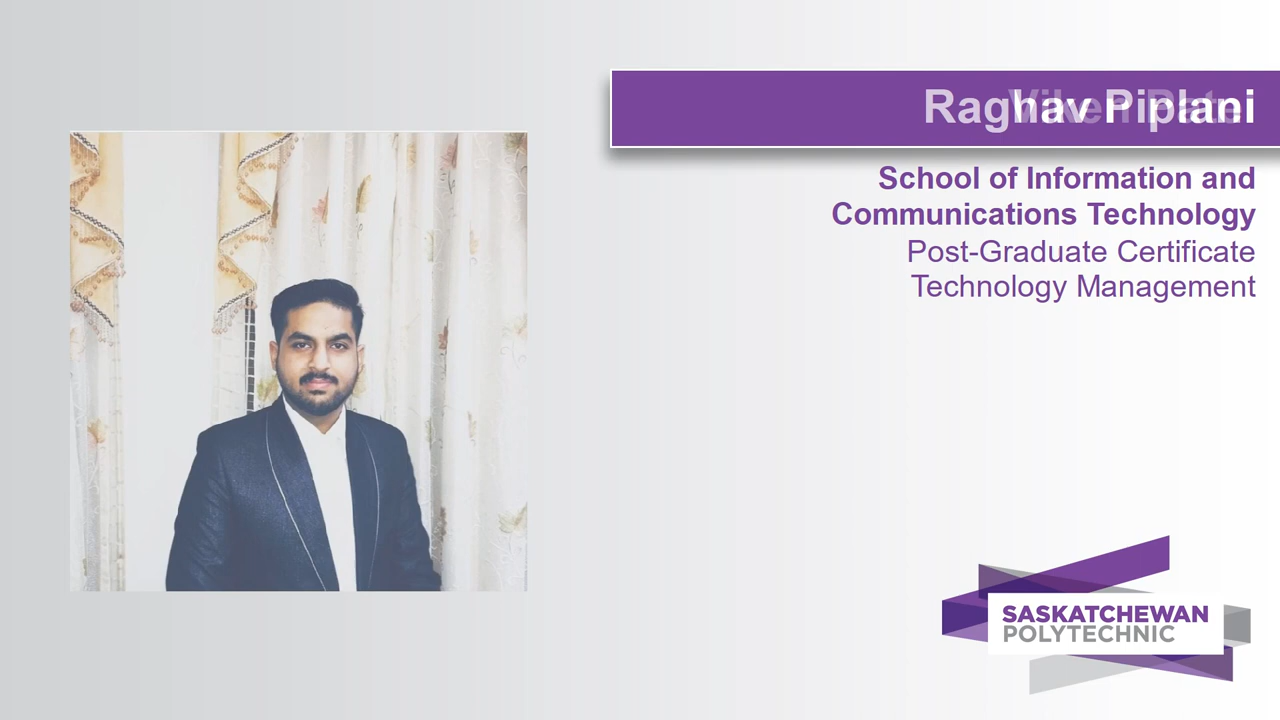 Raghav Piplani
School of Information and
Communications Technology
Post-Graduate Certificate
Technology Management
SASKATCHEWAN
POLYTECHNIC